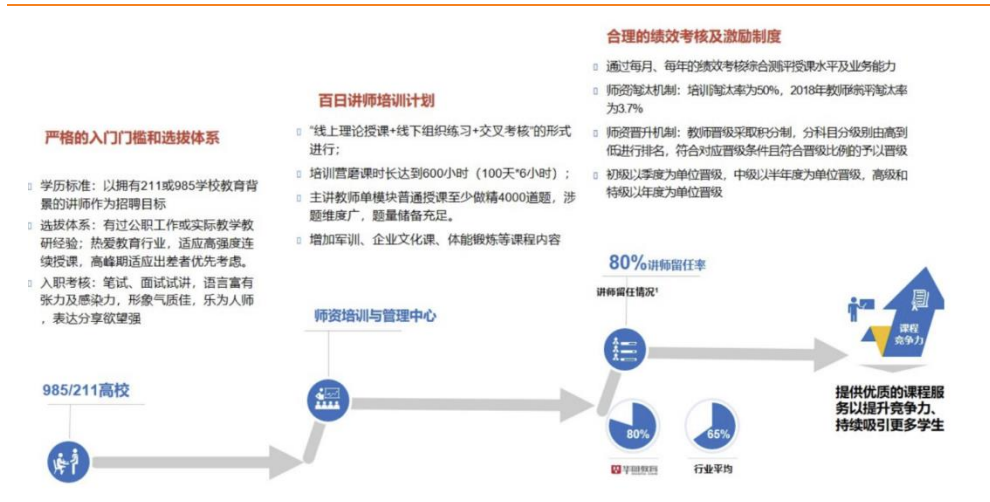 严格的入门门槛和选拔体系
学历标准：以拥有211或985学校教育背
景的讲师作为招聘目标
选拔体系：有过公职工作或实际教学教
研经验；热爱教育行业，适应高强度连
续授课，高峰期适应出差者优先考虑。
入职考核：笔试、面试试讲，语言富有
张力及感染力，形象气质佳，乐为人师
，表达分享欲望强
985/211高校
百日讲师培训计划
“线上理论授课+线下组织练习+交叉考核”的形式
进行；
培训营磨课时长达到600小时（100天*6小时）；
主讲教师单模块普通授课至少做精4000道题，涉
题维度广，题量储备充足。
增加军训、企业文化课、体能锻炼等课程内容
师资培训与管理中心
合理的绩效考核及激励制度
通过每月、每年的绩效考核综合测评授课水平及业务能力
师资淘汰机制：培训淘汰率为50%，2018年教师综评淘汰率
为3.7%
师资晋升机制：教师晋级采取积分制，分科目分级别由高到
低进行排名，符合对应晋级条件且符合晋级比例的予以晋级
初级以季度为单位晋级，中级以半年度为单位晋级，高级和
特级以年度为单位晋级
80%讲师留任率
讲师留任情况¹
80%
65%
华图教育
行业平均
课程
竞争力
提供优质的课程服
务以提升竞争力、
持续吸引更多学生